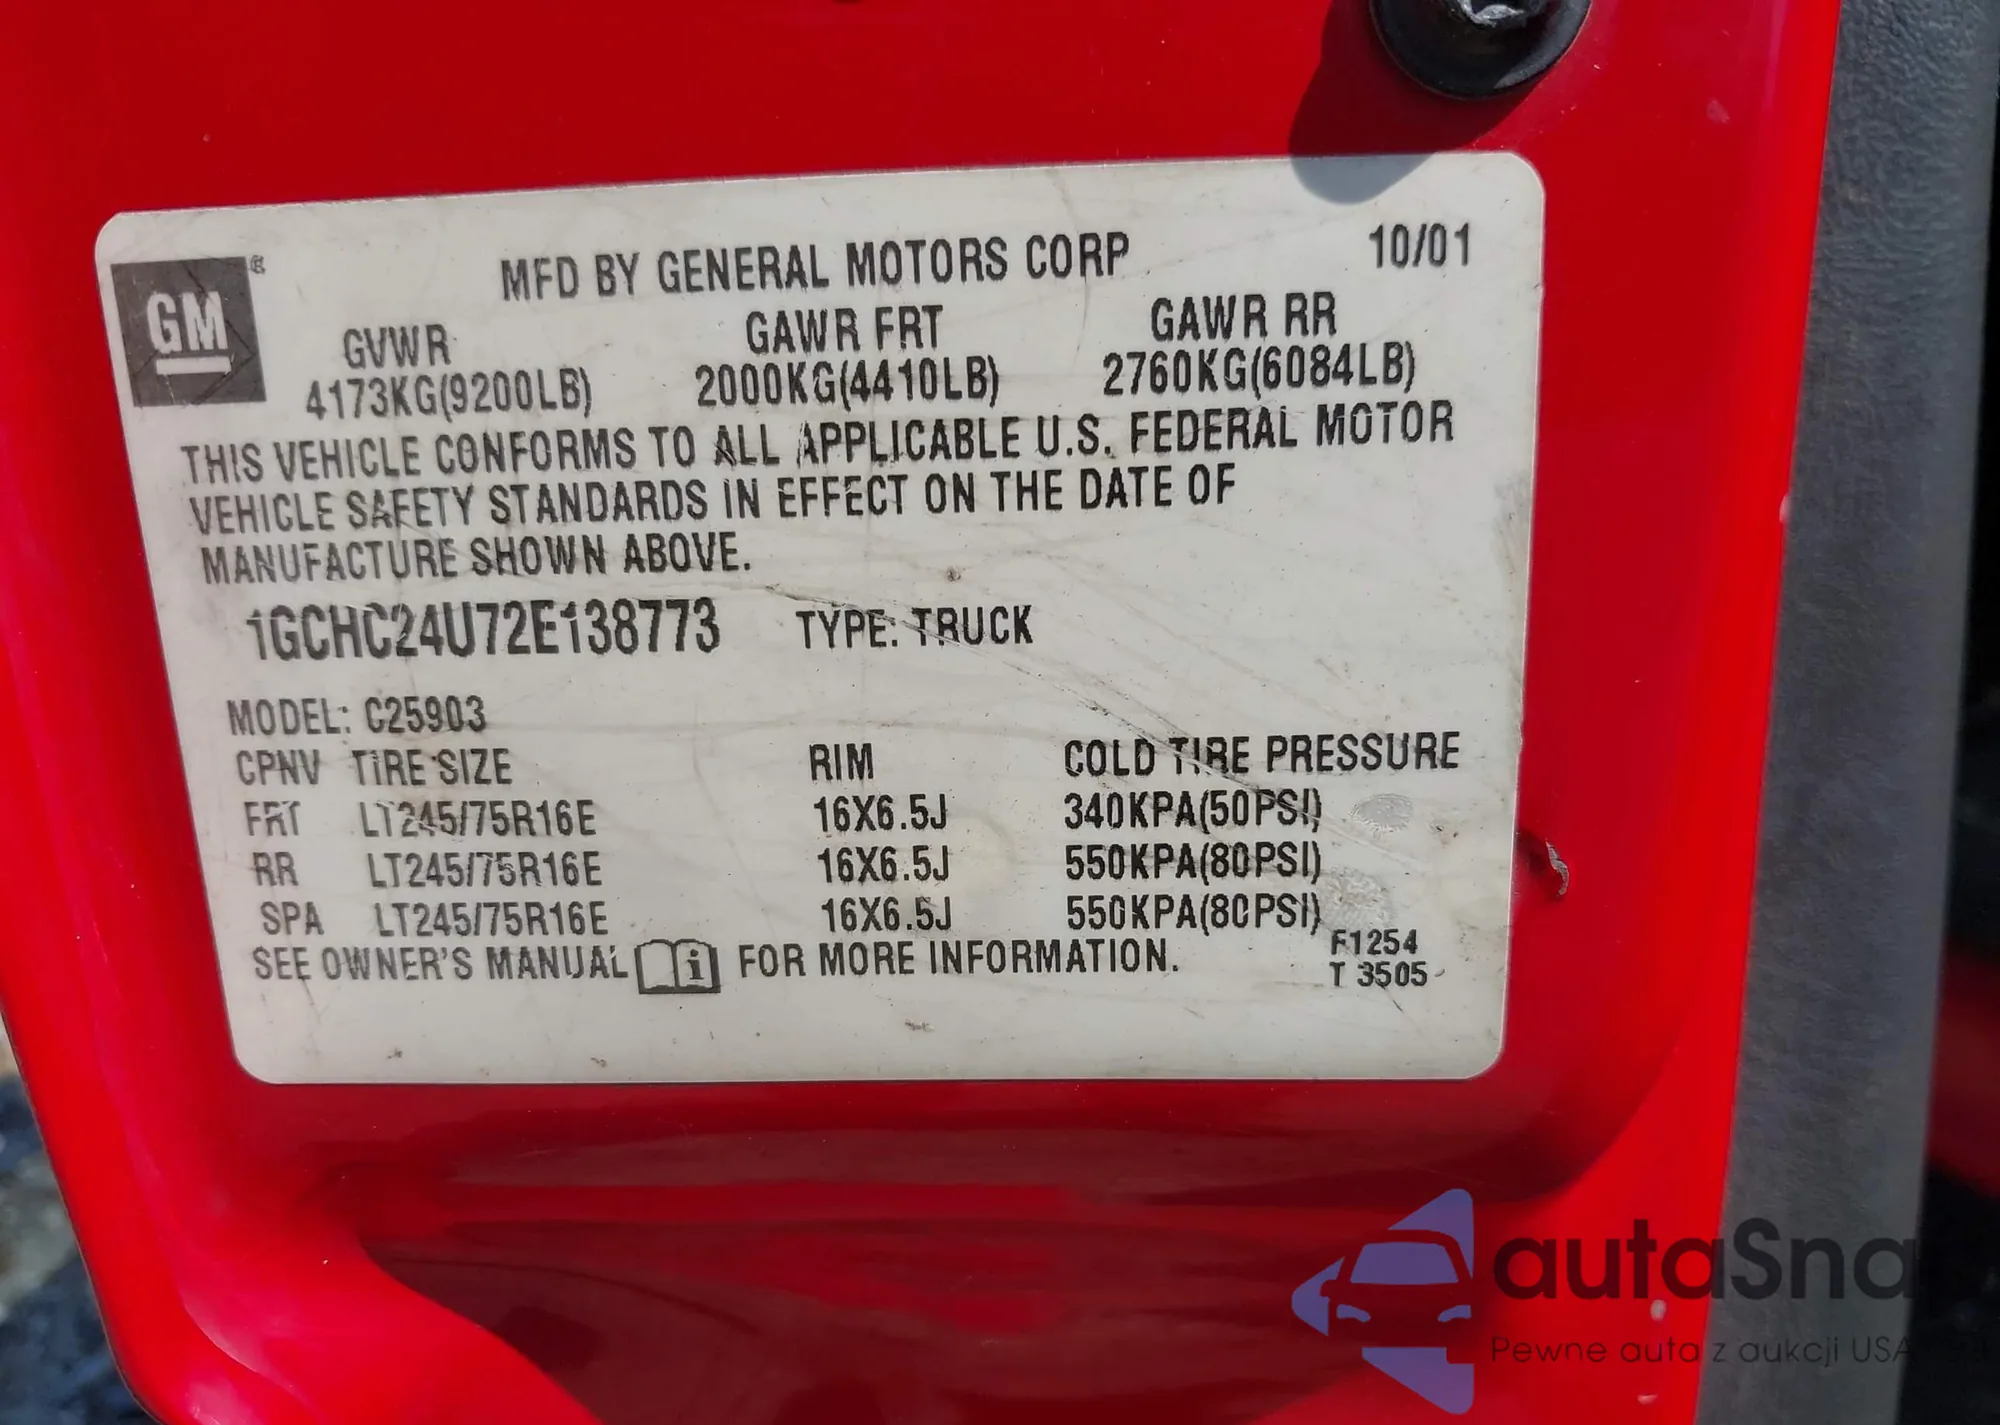 MFD BY GENERAL MOTORS CORP 10/01
GM
GVWR GAWR FRT GAWR RR
4173KG(9200LB) 2000KG(4410LB) 2760KG(6084LB)
THIS VEHICLE CONFORMS TO ALL APPLICABLE U.S. FEDERAL MOTOR
VEHICLE SAFETY STANDARDS IN EFFECT ON THE DATE OF
MANUFACTURE SHOWN ABOVE.
1GCHC24U72E138773 TYPE: TRUCK
MODEL: C25903
CPNV TIRE SIZE RIM COLD TIRE PRESSURE
FRT LT245/75R16E 16X6.5J 340KPA(50PSI)
RR LT245/75R16E 16X6.5J 550KPA(80PSI)
SPA LT245/75R16E 16X6.5J 550KPA(80PSI)
SEE OWNER'S MANUAL i FOR MORE INFORMATION.
F1254
T 3505
autaSna
Pewne auta z aukcji USA